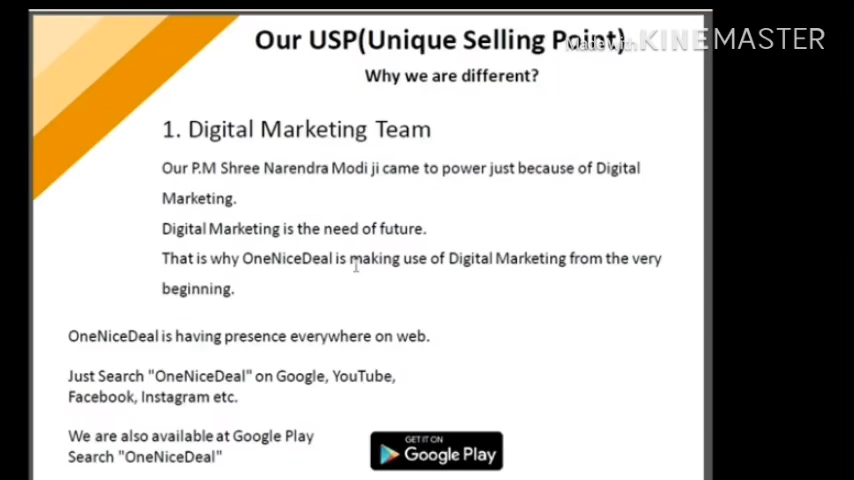 Our USP(Unique Selling Point)
Made with KINEMASTER
Why we are different?
1. Digital Marketing Team
Our P.M Shree Narendra Modi ji came to power just because of Digital
Marketing.
Digital Marketing is the need of future.
That is why OneNiceDeal is making use of Digital Marketing from the very
beginning.
OneNiceDeal is having presence everywhere on web.
Just Search "OneNiceDeal" on Google, YouTube,
Facebook, Instagram etc.
We are also available at Google Play
Search "OneNiceDeal"
GET IT ON
Google Play